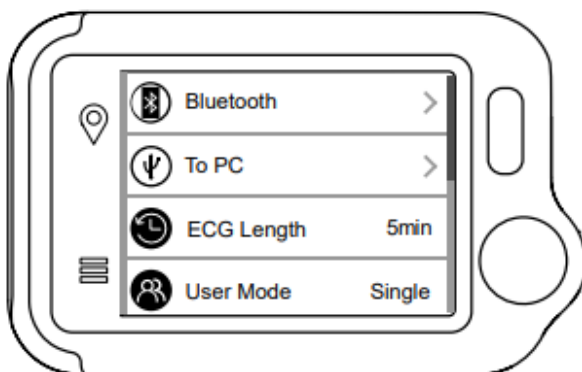 Bluetooth
To PC
ECG Length 5min
User Mode Single